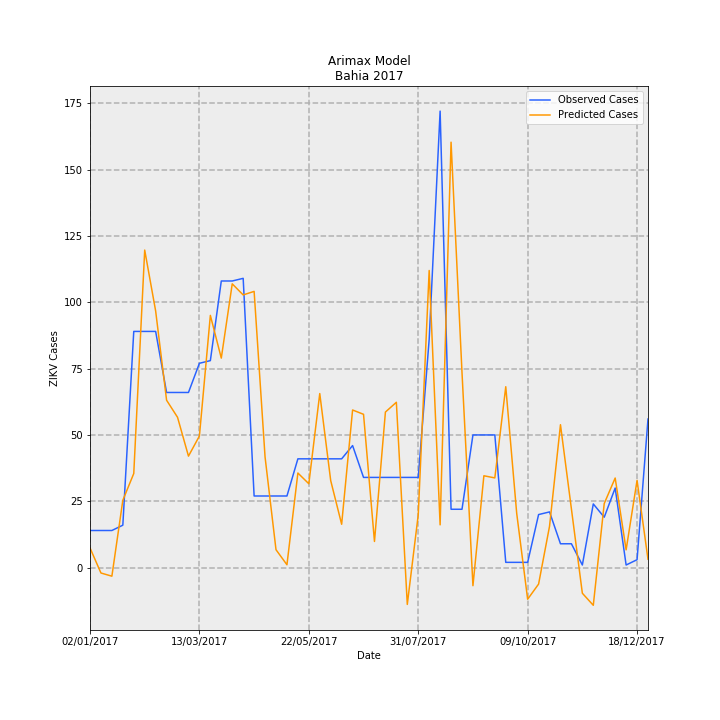 Arimax Model
Bahia 2017
Observed Cases
Predicted Cases
175
150
125
100
75
50
25
0
ZIKV Cases
02/01/2017
13/03/2017
22/05/2017
31/07/2017
09/10/2017
18/12/2017
Date